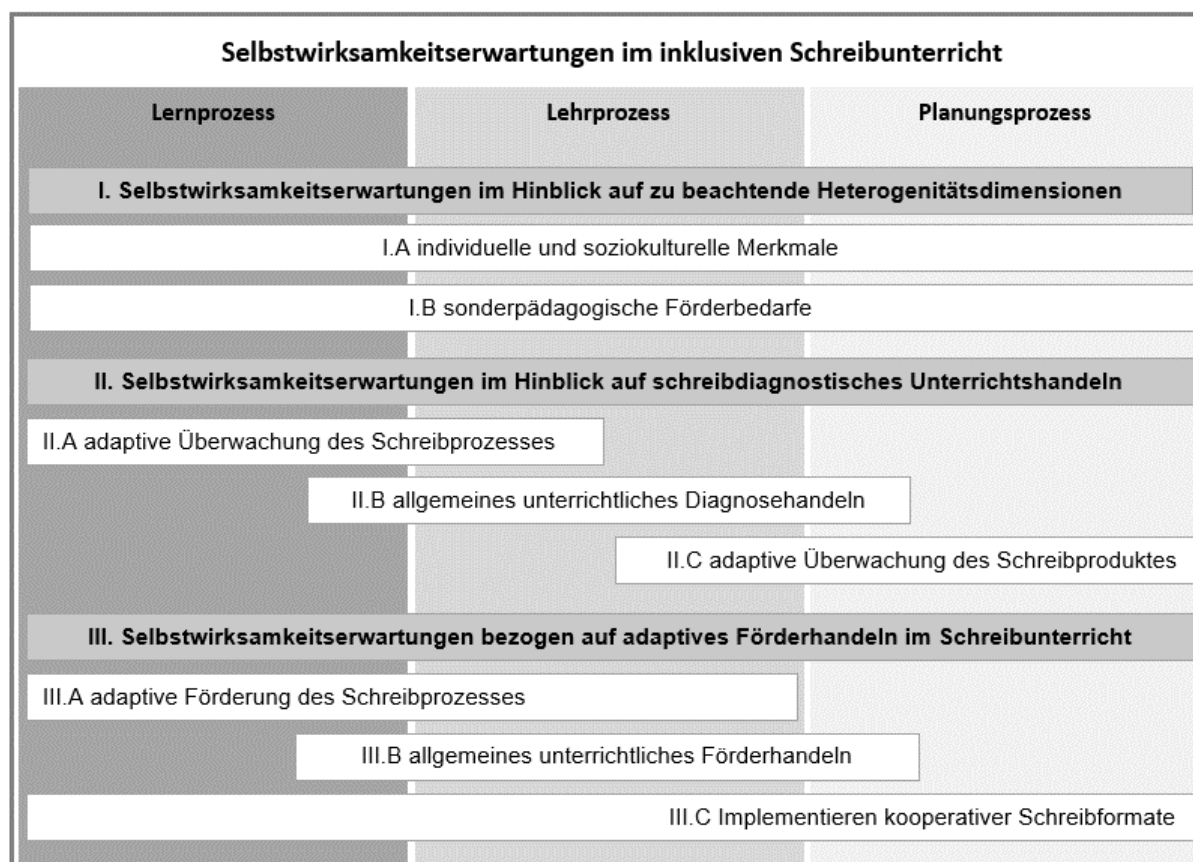 Selbstwirksamkeitserwartungen im inklusiven Schreibunterricht
Lernprozess
Lehrprozess
Planungsprozess
I. Selbstwirksamkeitserwartungen im Hinblick auf zu beachtende Heterogenitätsdimensionen
I.A individuelle und soziokulturelle Merkmale
I.B sonderpädagogische Förderbedarfe
II. Selbstwirksamkeitserwartungen im Hinblick auf schreibdiagnostisches Unterrichtshandeln
II.A adaptive Überwachung des Schreibprozesses
II.B allgemeines unterrichtliches Diagnosehandeln
II.C adaptive Überwachung des Schreibproduktes
III. Selbstwirksamkeitserwartungen bezogen auf adaptives Förderhandeln im Schreibunterricht
III.A adaptive Förderung des Schreibprozesses
III.B allgemeines unterrichtliches Förderhandeln
III.C Implementieren kooperativer Schreibformate